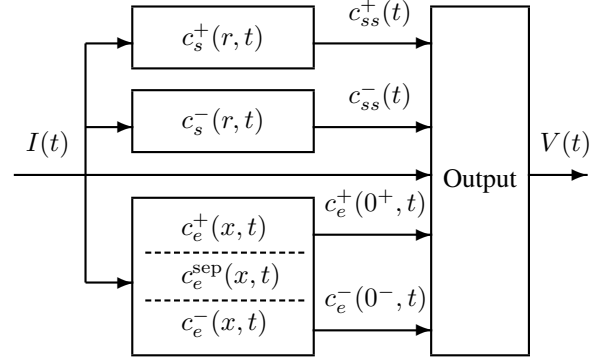 c_s^+(r, t)
c_{ss}^+(t)
c_s^-(r, t)
c_{ss}^-(t)
I(t)
Output
V(t)
c_e^+(x, t)
c_e^+(0^+, t)
c_e^{sep}(x, t)
c_e^-(x, t)
c_e^-(0^-, t)